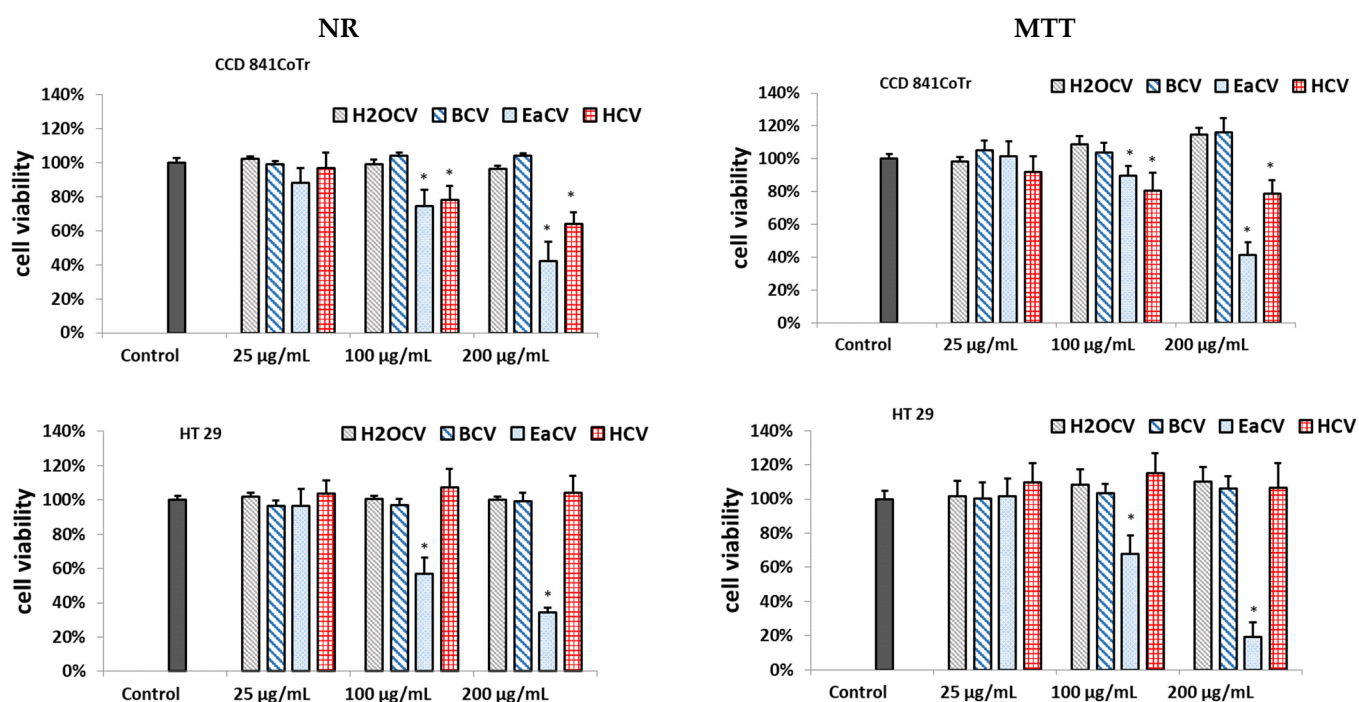 NR
CCD 841CoTr
H2OCV BCV EaCV HCV
cell viability
140%
120%
100%
80%
60%
40%
20%
0%
* * * *
Control 25 µg/mL 100 µg/mL 200 µg/mL
MTT
CCD 841CoTr
H2OCV BCV EaCV HCV
cell viability
140%
120%
100%
80%
60%
40%
20%
0%
* * * *
Control 25 µg/mL 100 µg/mL 200 µg/mL
HT 29
H2OCV BCV EaCV HCV
cell viability
140%
120%
100%
80%
60%
40%
20%
0%
* *
Control 25 µg/mL 100 µg/mL 200 µg/mL
HT 29
H2OCV BCV EaCV HCV
cell viability
140%
120%
100%
80%
60%
40%
20%
0%
* *
Control 25 µg/mL 100 µg/mL 200 µg/mL